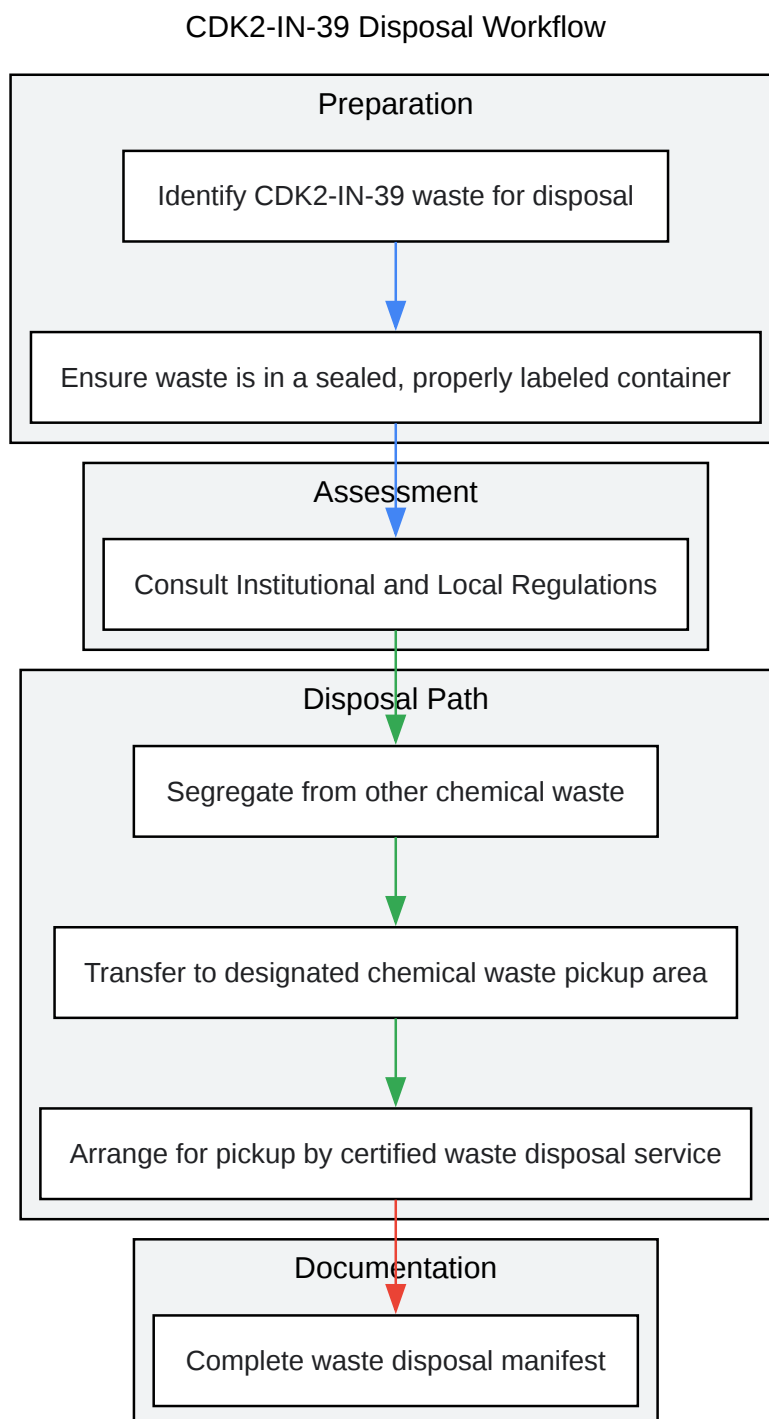 CDK2-IN-39 Disposal Workflow
Preparation
Identify CDK2-IN-39 waste for disposal
Ensure waste is in a sealed, properly labeled container
Assessment
Consult Institutional and Local Regulations
Disposal Path
Segregate from other chemical waste
Transfer to designated chemical waste pickup area
Arrange for pickup by certified waste disposal service
Documentation
Complete waste disposal manifest